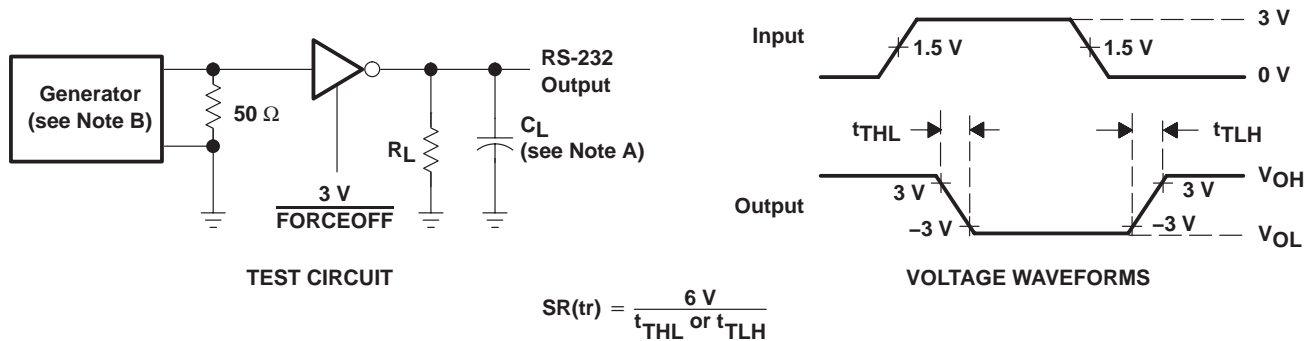 Generator
(see Note B)
50 Ω
RS-232
Output
RL
CL
(see Note A)
3 V
FORCEOFF
TEST CIRCUIT
Input
1.5 V
1.5 V
3 V
0 V
tTHL
tTLH
Output
3 V
–3 V
3 V
–3 V
VOH
VOL
VOLTAGE WAVEFORMS
SR(tr) = 6 V / tTHL or tTLH